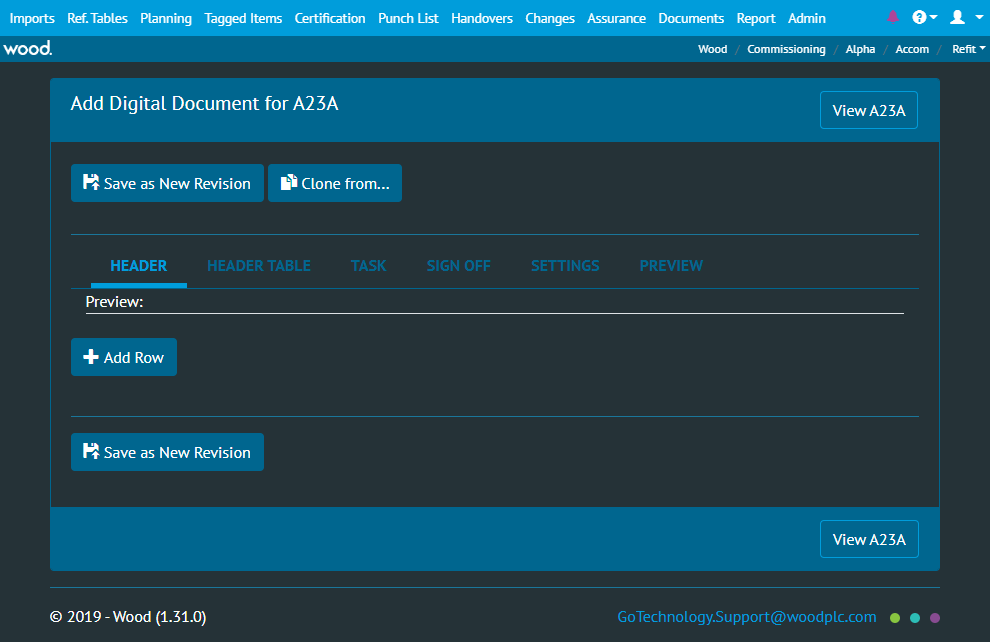 Imports Ref. Tables Planning Tagged Items Certification Punch List Handovers Changes Assurance Documents Report Admin
wood. Wood / Commissioning / Alpha / Accom / Refit
Add Digital Document for A23A
View A23A
Save as New Revision Clone from...
HEADER HEADER TABLE TASK SIGN OFF SETTINGS PREVIEW
Preview:
Add Row
Save as New Revision
View A23A
© 2019 - Wood (1.31.0) GoTechnology.Support@woodplc.com